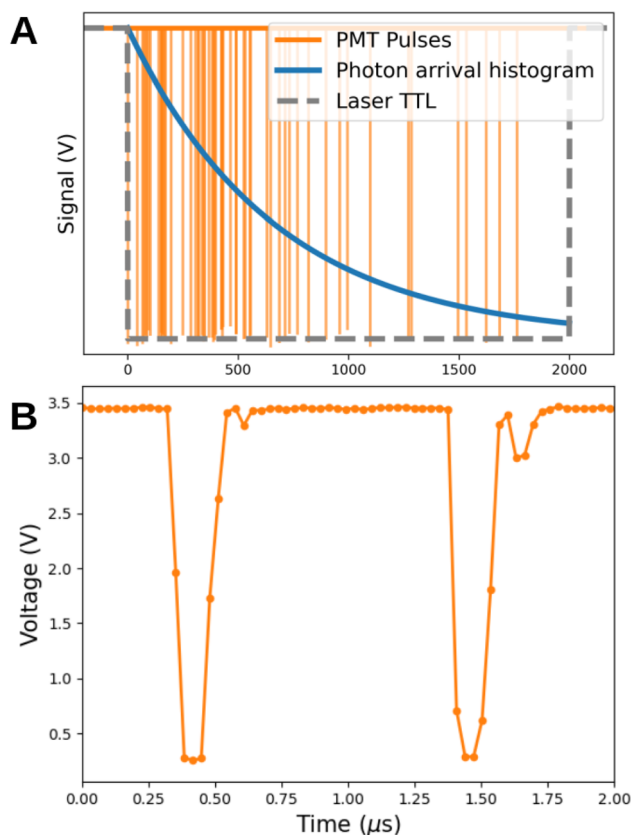 A
PMT Pulses
Photon arrival histogram
Laser TTL
Signal (V)
0 500 1000 1500 2000
B
3.5
3.0
2.5
2.0
1.5
1.0
0.5
Voltage (V)
0.00 0.25 0.50 0.75 1.00 1.25 1.50 1.75 2.00
Time (μs)